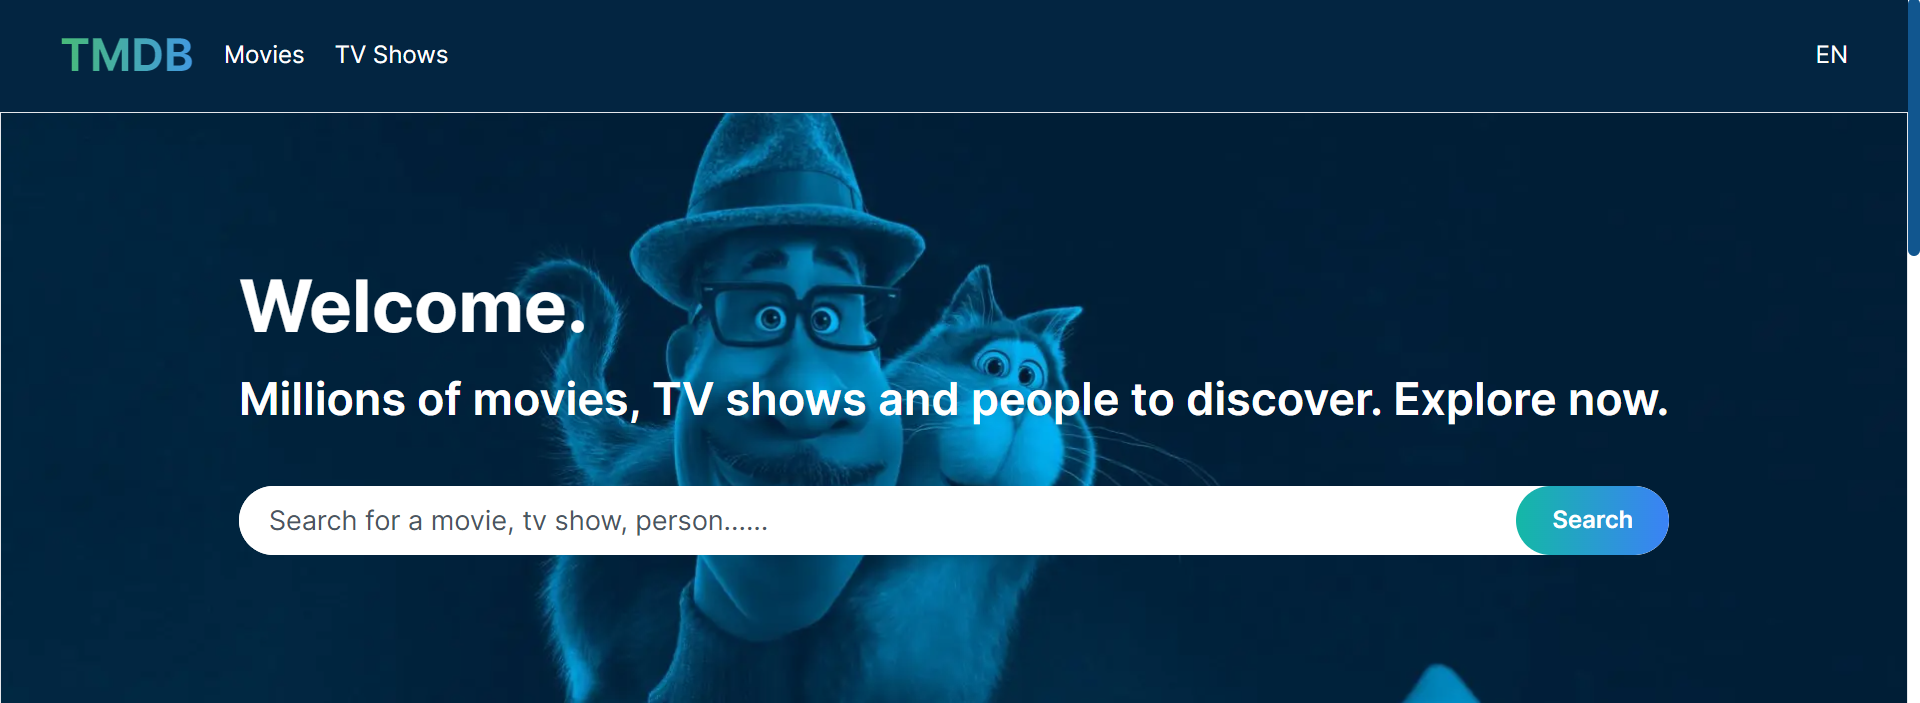 TMDB Movies TV Shows EN
Welcome.
Millions of movies, TV shows and people to discover. Explore now.
Search for a movie, tv show, person...... Search